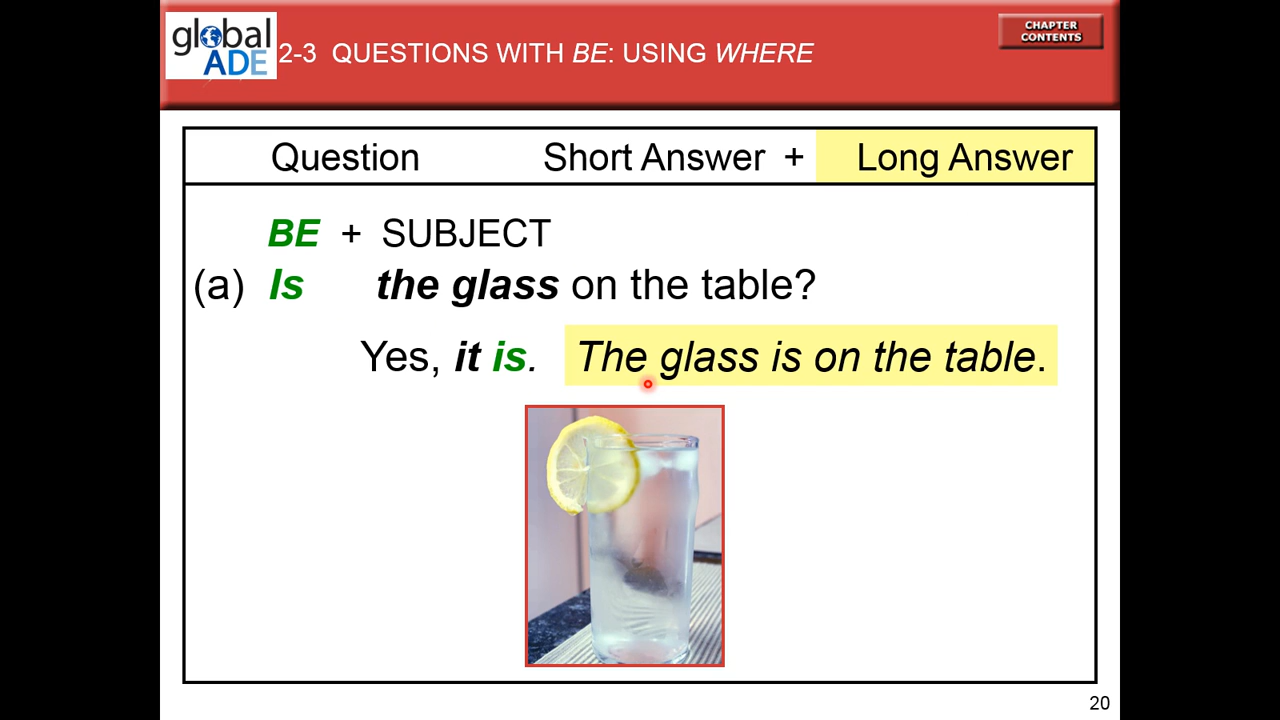 global
ADE
2-3 QUESTIONS WITH BE: USING WHERE
CHAPTER
CONTENTS
Question Short Answer + Long Answer
BE + SUBJECT
(a) Is the glass on the table?
Yes, it is. The glass is on the table.
20